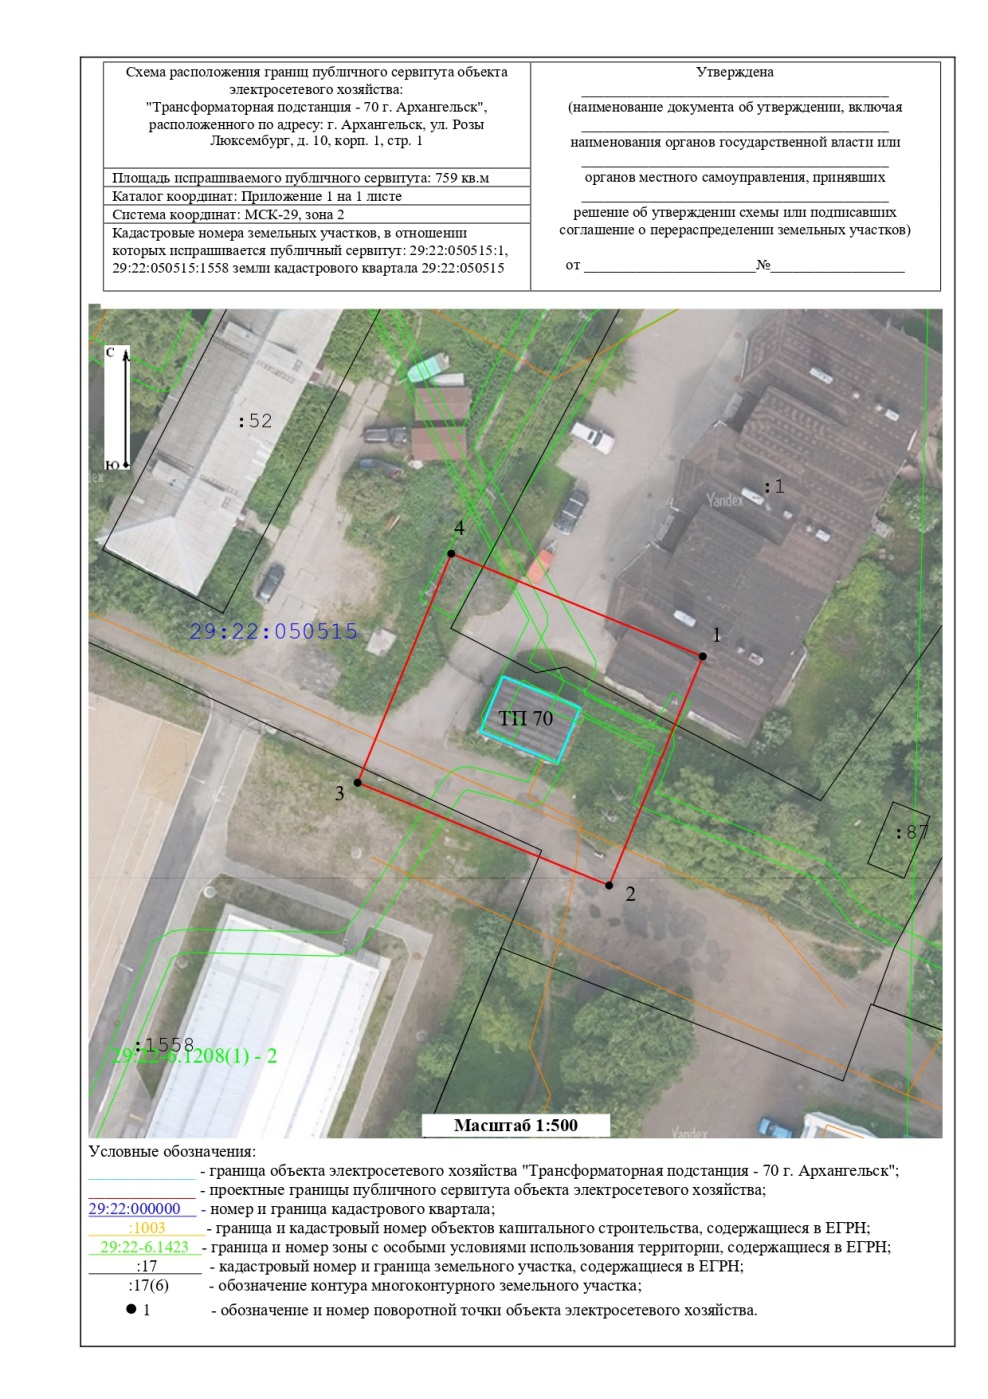 Схема расположения границ публичного сервитута объекта
электросетевого хозяйства:
"Трансформаторная подстанция - 70 г. Архангельск",
расположенного по адресу: г. Архангельск, ул. Розы
Люксембург, д. 10, корп. 1, стр. 1
Площадь испрашиваемого публичного сервитута: 759 кв.м
Каталог координат: Приложение 1 на 1 листе
Система координат: МСК-29, зона 2
Кадастровые номера земельных участков, в отношении
которых испрашивается публичный сервитут: 29:22:050515:1,
29:22:050515:1558 земли кадастрового квартала 29:22:050515
Утверждена
(наименование документа об утверждении, включая
наименования органов государственной власти или
органов местного самоуправления, принявших
решение об утверждении схемы или подписавших
соглашение о перераспределении земельных участков)
от ____________________ №________________
С
Ю
:52
:1
Yandex
4
1
29:22:050515
ТП 70
3
2
:87
:1558
29:22-6.1208(1) - 2
Масштаб 1:500
Yandex
Условные обозначения:
- граница объекта электросетевого хозяйства "Трансформаторная подстанция - 70 г. Архангельск";
- проектные границы публичного сервитута объекта электросетевого хозяйства;
29:22:000000 - номер и граница кадастрового квартала;
:1003 - граница и кадастровый номер объектов капитального строительства, содержащиеся в ЕГРН;
29:22-6.1423 - граница и номер зоны с особыми условиями использования территории, содержащиеся в ЕГРН;
:17 - кадастровый номер и граница земельного участка, содержащиеся в ЕГРН;
:17(6) - обозначение контура многоконтурного земельного участка;
1 - обозначение и номер поворотной точки объекта электросетевого хозяйства.